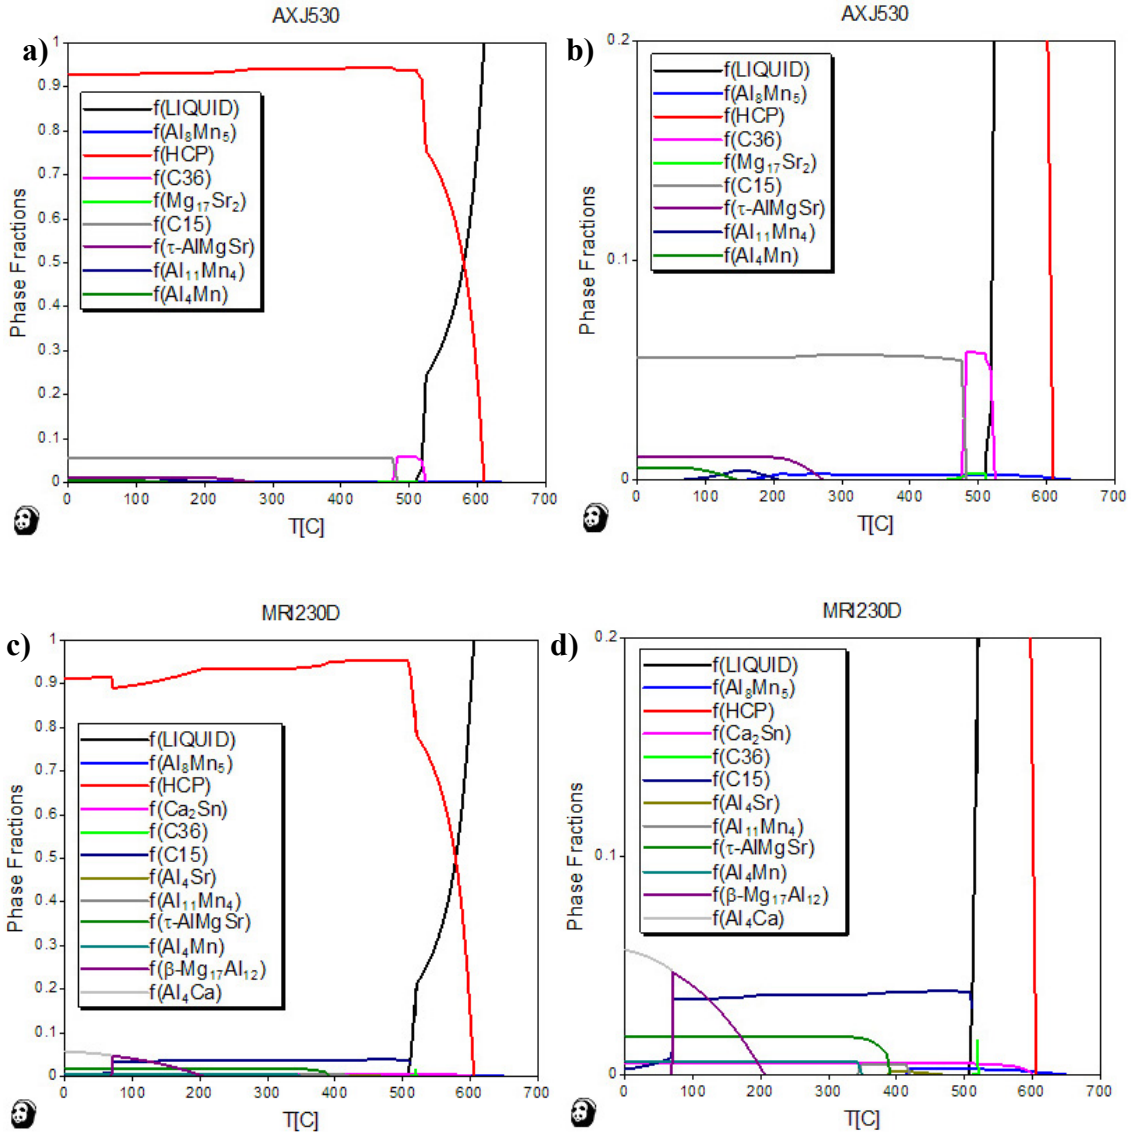 a)
AXJ530
1
0.9
0.8
0.7
0.6
0.5
0.4
0.3
0.2
0.1
0
Phase Fractions
f(LIQUID)
f(Al₈Mn₅)
f(HCP)
f(C36)
f(Mg₁₇Sr₂)
f(C15)
f(τ-AlMgSr)
f(Al₁₁Mn₄)
f(Al₄Mn)
0 100 200 300 400 500 600 700
T[C]
b)
AXJ530
0.2
0.1
0
Phase Fractions
f(LIQUID)
f(Al₈Mn₅)
f(HCP)
f(C36)
f(Mg₁₇Sr₂)
f(C15)
f(τ-AlMgSr)
f(Al₁₁Mn₄)
f(Al₄Mn)
0 100 200 300 400 500 600 700
T[C]
c)
MRI230D
1
0.9
0.8
0.7
0.6
0.5
0.4
0.3
0.2
0.1
0
Phase Fractions
f(LIQUID)
f(Al₈Mn₅)
f(HCP)
f(Ca₂Sn)
f(C36)
f(C15)
f(Al₄Sr)
f(Al₁₁Mn₄)
f(τ-AlMgSr)
f(Al₄Mn)
f(β-Mg₁₇Al₁₂)
f(Al₄Ca)
0 100 200 300 400 500 600 700
T[C]
d)
MRI230D
0.2
0.1
0
Phase Fractions
f(LIQUID)
f(Al₈Mn₅)
f(HCP)
f(Ca₂Sn)
f(C36)
f(C15)
f(Al₄Sr)
f(Al₁₁Mn₄)
f(τ-AlMgSr)
f(Al₄Mn)
f(β-Mg₁₇Al₁₂)
f(Al₄Ca)
0 100 200 300 400 500 600 700
T[C]